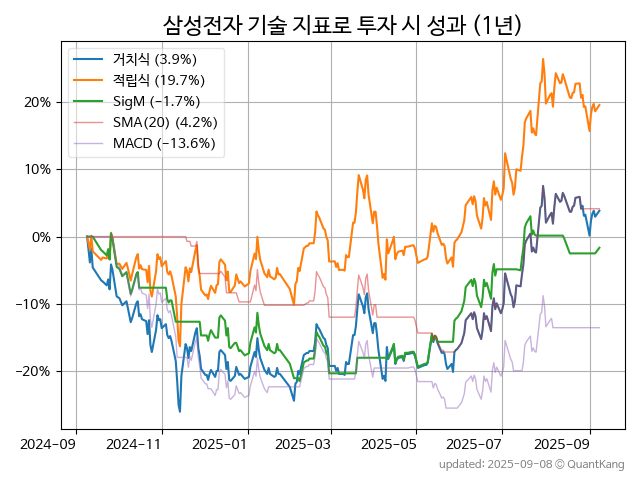 삼성전자 기술 지표로 투자 시 성과 (1년)
거치식 (3.9%)
적립식 (19.7%)
SigM (−1.7%)
SMA(20) (4.2%)
MACD (−13.6%)
20%
10%
0%
−10%
−20%
2024-09 2024-11 2025-01 2025-03 2025-05 2025-07 2025-09
updated: 2025-09-08 © QuantKang